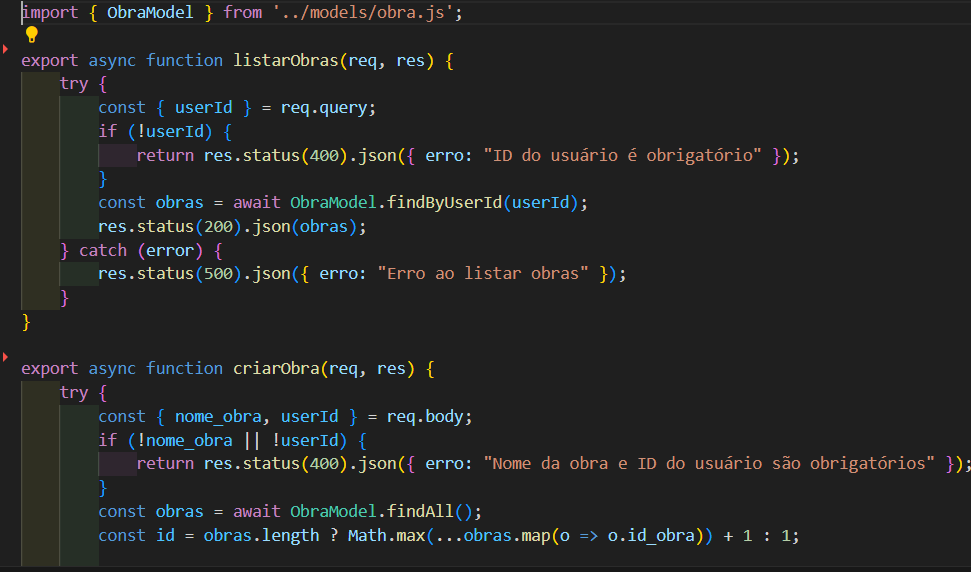 import { ObraModel } from '../models/obra.js';
export async function listarObras(req, res) {
try {
const { userId } = req.query;
if (!userId) {
return res.status(400).json({ erro: "ID do usuário é obrigatório" });
}
const obras = await ObraModel.findByUserId(userId);
res.status(200).json(obras);
} catch (error) {
res.status(500).json({ erro: "Erro ao listar obras" });
}
}
export async function criarObra(req, res) {
try {
const { nome_obra, userId } = req.body;
if (!nome_obra || !userId) {
return res.status(400).json({ erro: "Nome da obra e ID do usuário são obrigatórios" });
}
const obras = await ObraModel.findAll();
const id = obras.length ? Math.max(...obras.map(o => o.id_obra)) + 1 : 1;